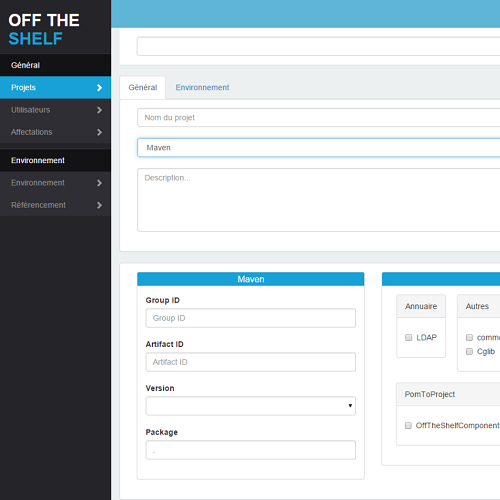 OFF THE
SHELF
Général
Projets
Utilisateurs
Affectations
Environnement
Environnement
Référencement
Général
Environnement
Nom du projet
Maven
Description...
Maven
Group ID
Group ID
Artifact ID
Artifact ID
Version
Package
.
Annuaire
LDAP
Autres
commo
Cglib
PomToProject
OffTheShelfComponent